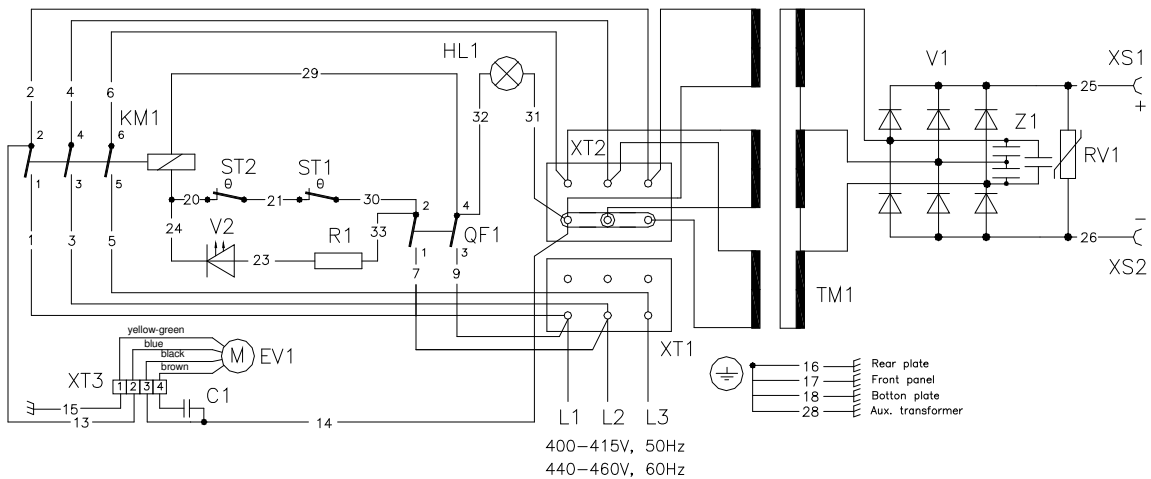 HL1
V1
XS1
29
25
+
2 4 6
32 31
KM1
2 4 6
Z1
RV1
XT2
ST2 ST1
1 3 5
θ θ
20 21 30
2 4
24 V2 R1 33
QF1
23
1 3
1 3 5
7 9
−
26
XS2
TM1
yellow-green
blue
black
brown
M EV1
XT1
XT3
1 2 3 4
C1
15
13
14
L1 L2 L3
400-415V, 50Hz
440-460V, 60Hz
16 Rear plate
17 Front panel
18 Botton plate
28 Aux. transformer